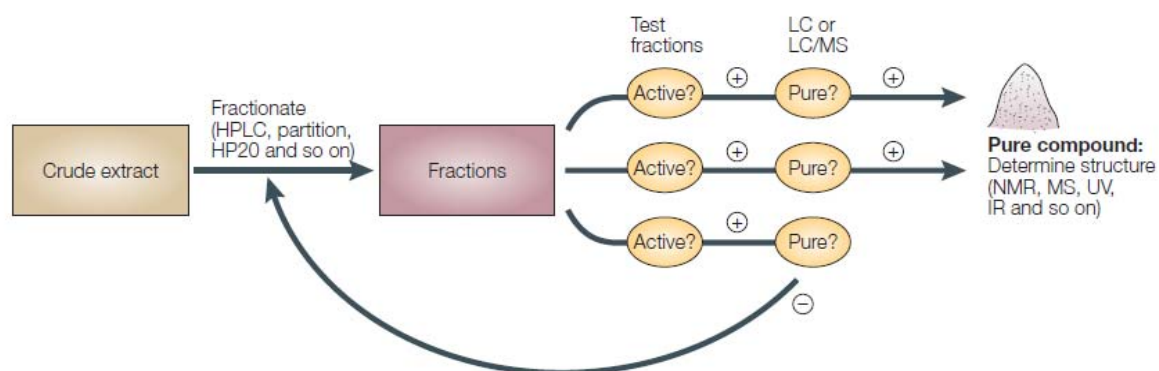 Test
fractions
LC or
LC/MS
Active?
+
Pure?
+
Fractionate
(HPLC, partition,
HP20 and so on)
Crude extract
Fractions
Active?
+
Pure?
+
Pure compound:
Determine structure
(NMR, MS, UV,
IR and so on)
Active?
+
Pure?
−